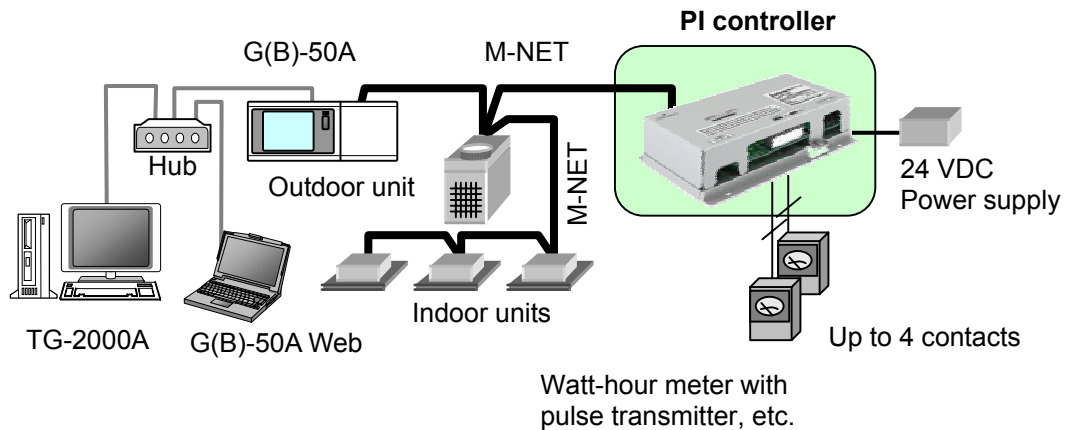 PI controller
G(B)-50A
M-NET
Hub
Outdoor unit
M-NET
24 VDC
Power supply
TG-2000A
G(B)-50A Web
Indoor units
Up to 4 contacts
Watt-hour meter with
pulse transmitter, etc.